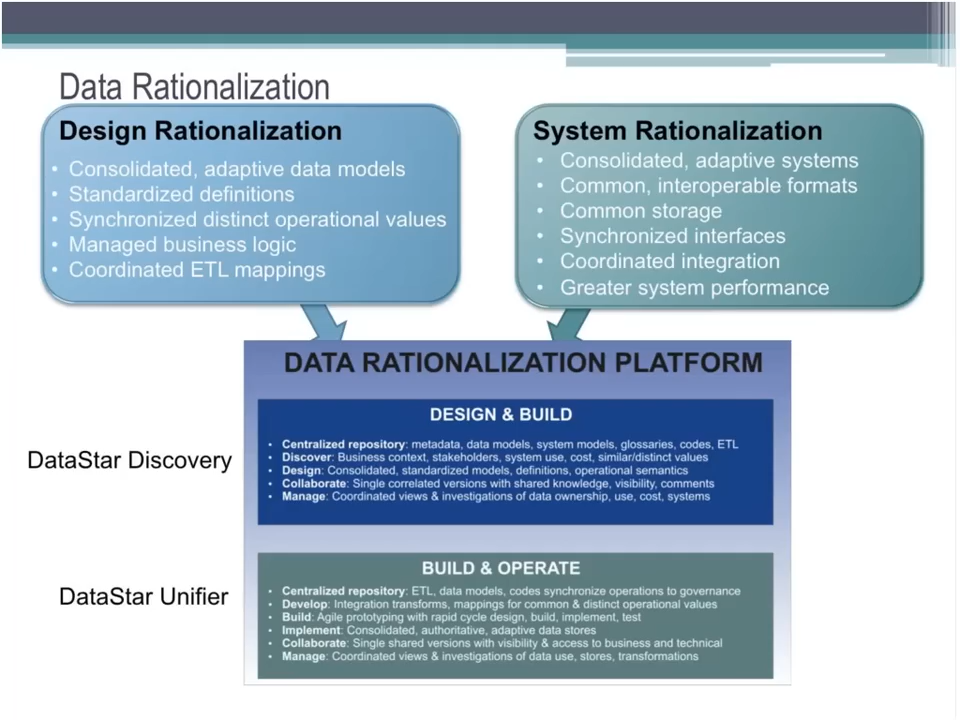 Data Rationalization
Design Rationalization
• Consolidated, adaptive data models
• Standardized definitions
• Synchronized distinct operational values
• Managed business logic
• Coordinated ETL mappings
System Rationalization
• Consolidated, adaptive systems
• Common, interoperable formats
• Common storage
• Synchronized interfaces
• Coordinated integration
• Greater system performance
DATA RATIONALIZATION PLATFORM
DataStar Discovery
DESIGN & BUILD
• Centralized repository: metadata, data models, system models, glossaries, codes, ETL
• Discover: Business context, stakeholders, system use, cost, similar/distinct values
• Design: Consolidated, standardized models, definitions, operational semantics
• Collaborate: Single correlated versions with shared knowledge, visibility, comments
• Manage: Coordinated views & investigations of data ownership, use, cost, systems
DataStar Unifier
BUILD & OPERATE
• Centralized repository: ETL, data models, codes synchronize operations to governance
• Develop: Integration transforms, mappings for common & distinct operational values
• Build: Agile prototyping with rapid cycle design, build, implement, test
• Implement: Consolidated, authoritative, adaptive data stores
• Collaborate: Single shared versions with visibility & access to business and technical
• Manage: Coordinated views & investigations of data use, stores, transformations